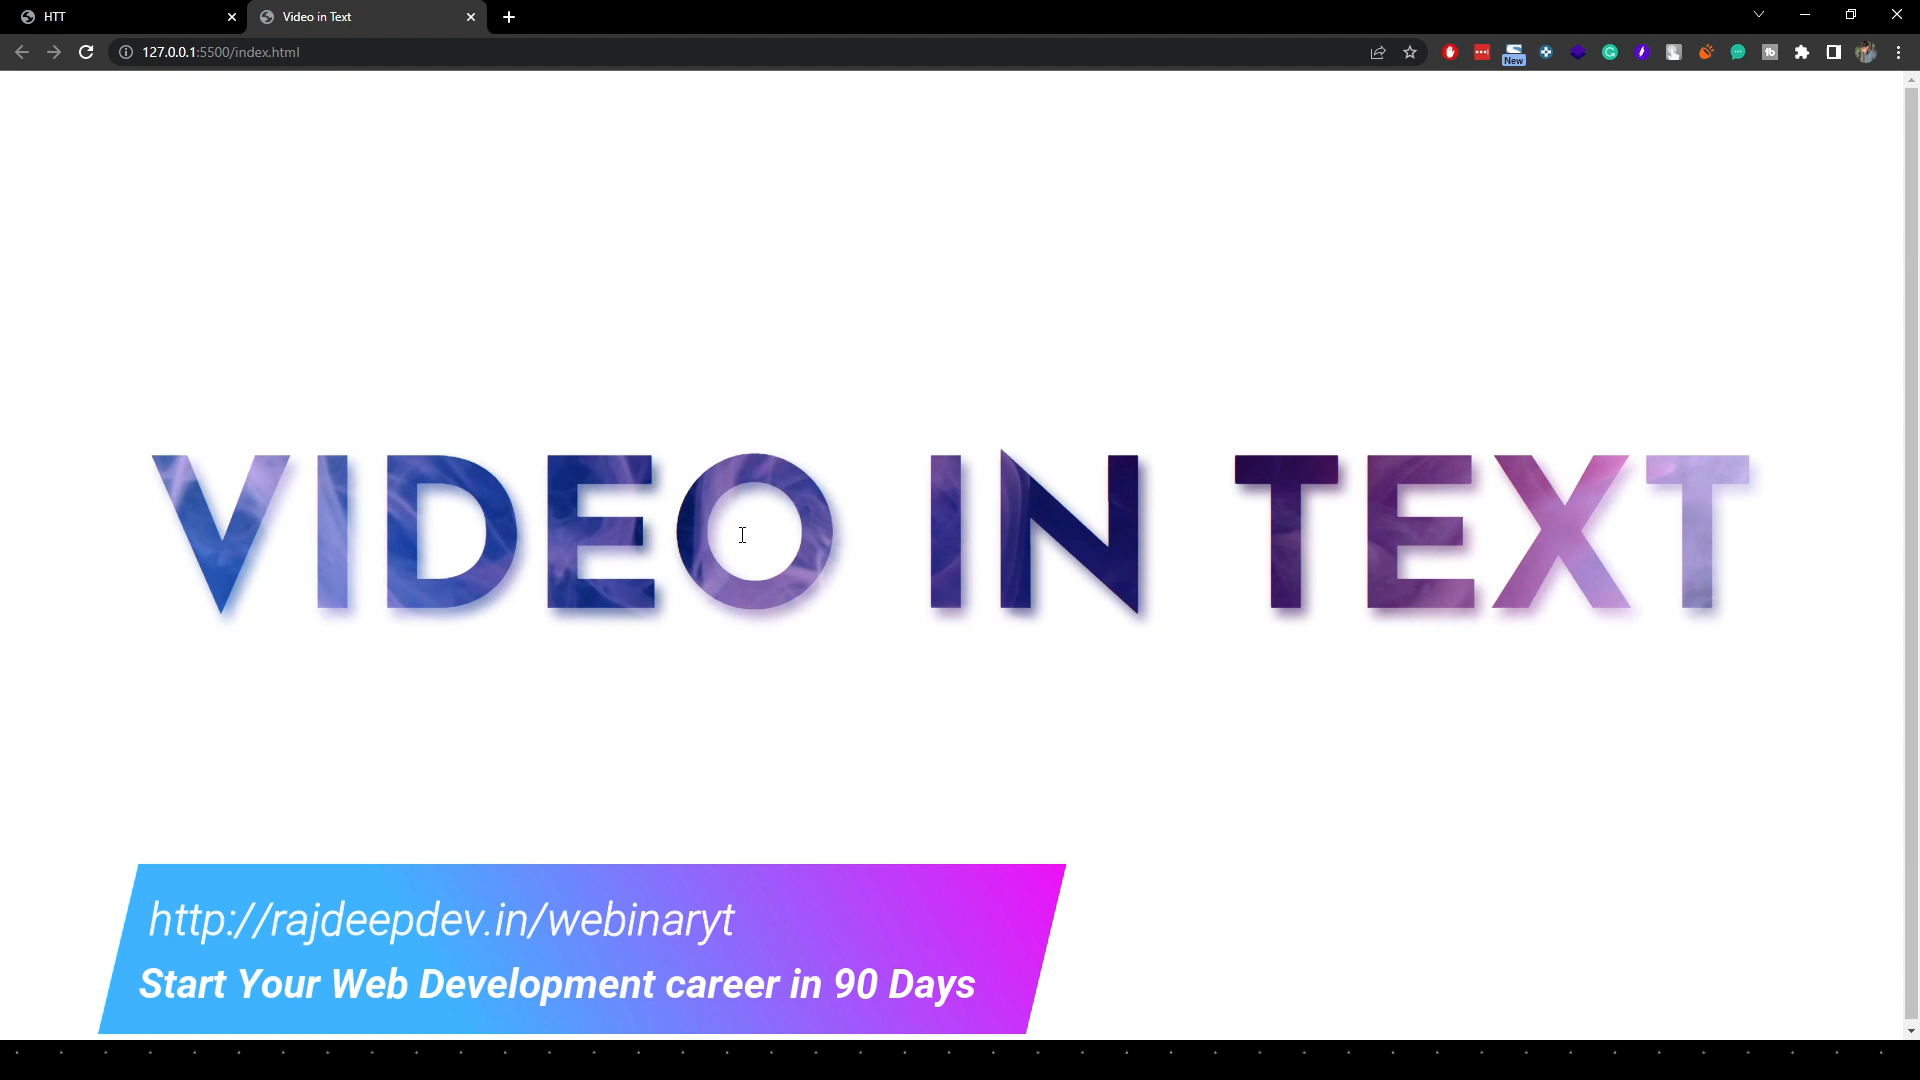 HTT
Video in Text
127.0.0.1:5500/index.html
New
VIDEO IN TEXT
http://rajdeepdev.in/webinaryt
Start Your Web Development career in 90 Days